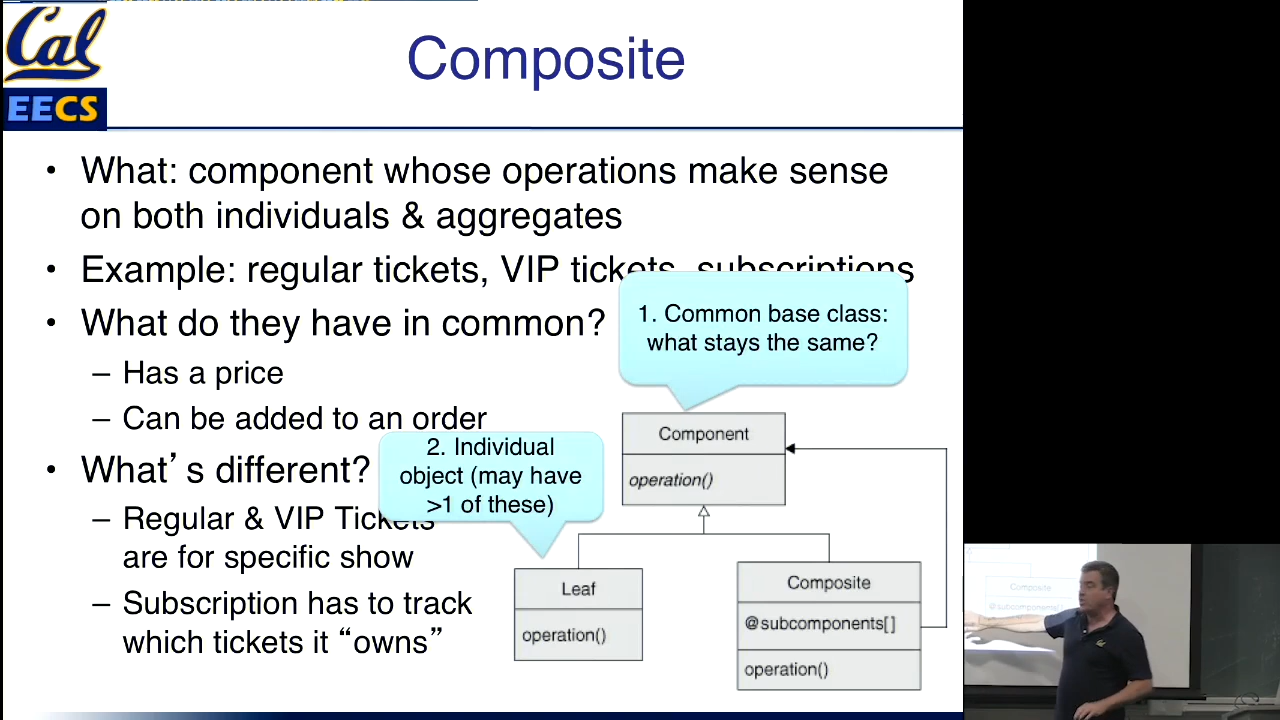 Cal
EECS
Composite
• What: component whose operations make sense
on both individuals & aggregates
• Example: regular tickets, VIP tickets, subscriptions
• What do they have in common?
– Has a price
– Can be added to an order
• What's different?
– Regular & VIP Tickets
are for specific show
– Subscription has to track
which tickets it “owns”
1. Common base class:
what stays the same?
2. Individual
object (may have
>1 of these)
Component
operation()
Leaf
operation()
Composite
@subcomponents[]
operation()
Composite
@subcomponents[]